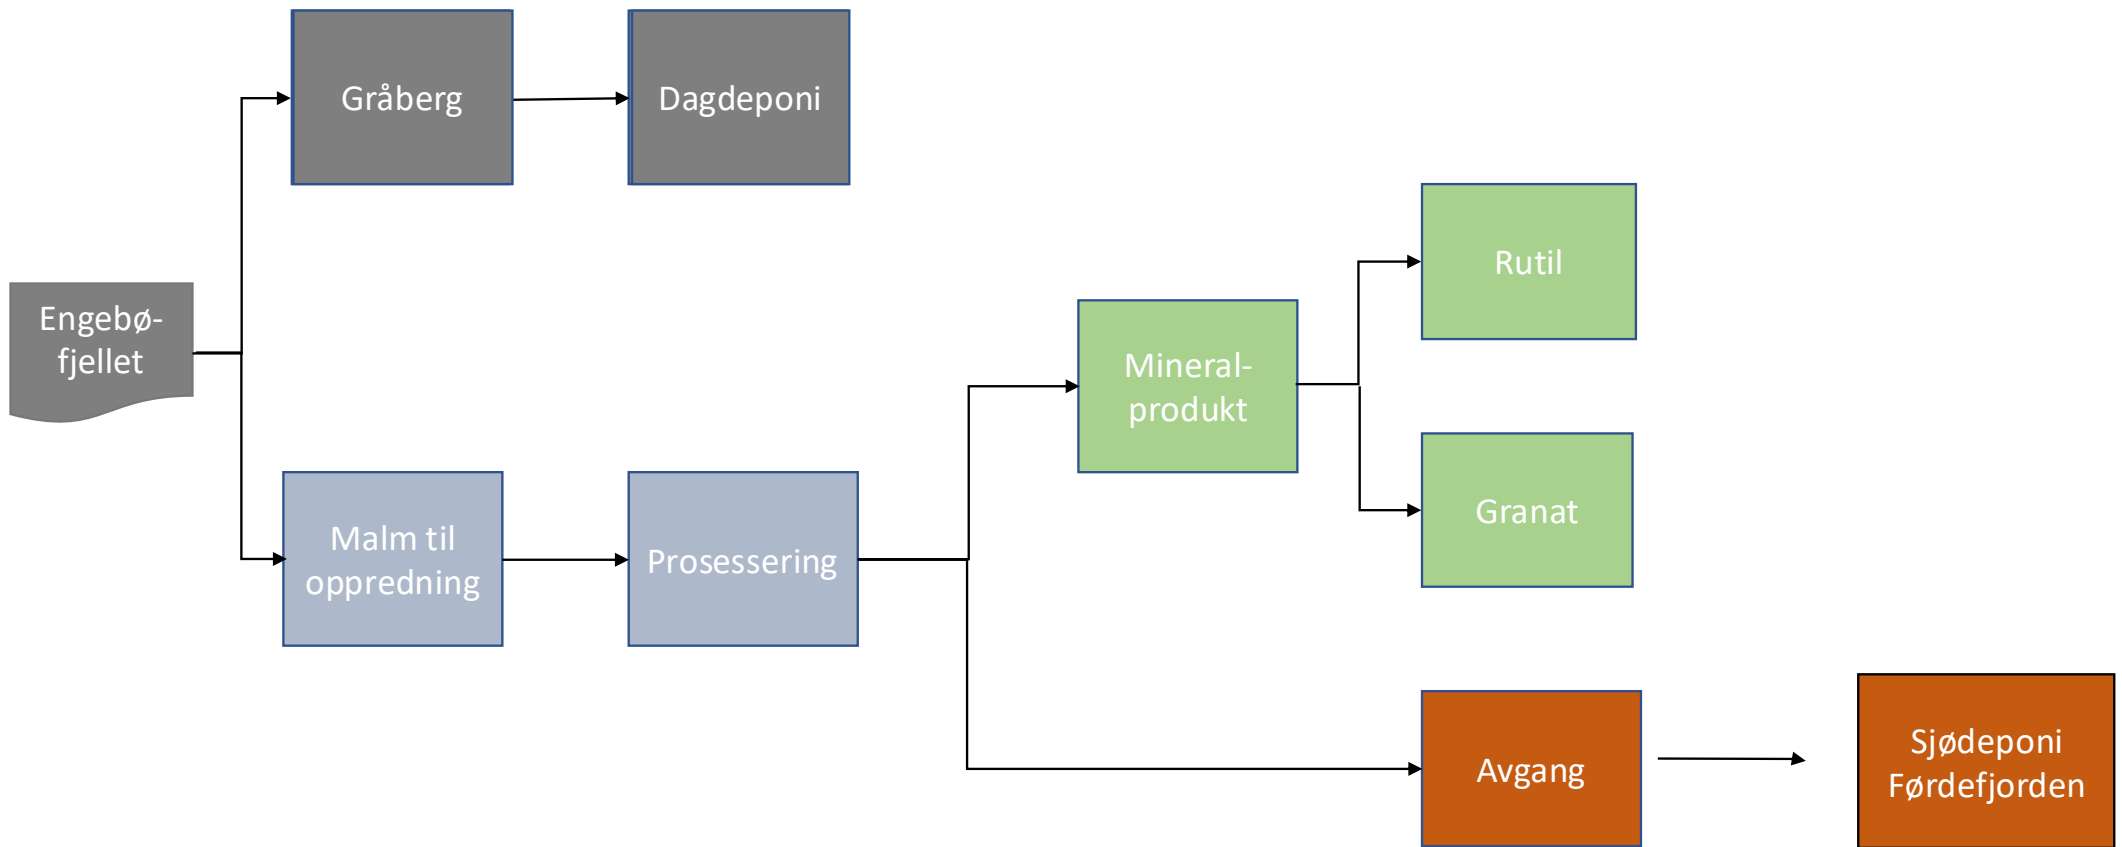 Gråberg
Dagdeponi
Engebø-
fjellet
Malm til
oppredning
Prosessering
Mineral-
produkt
Rutil
Granat
Avgang
Sjødeponi
Førdefjorden